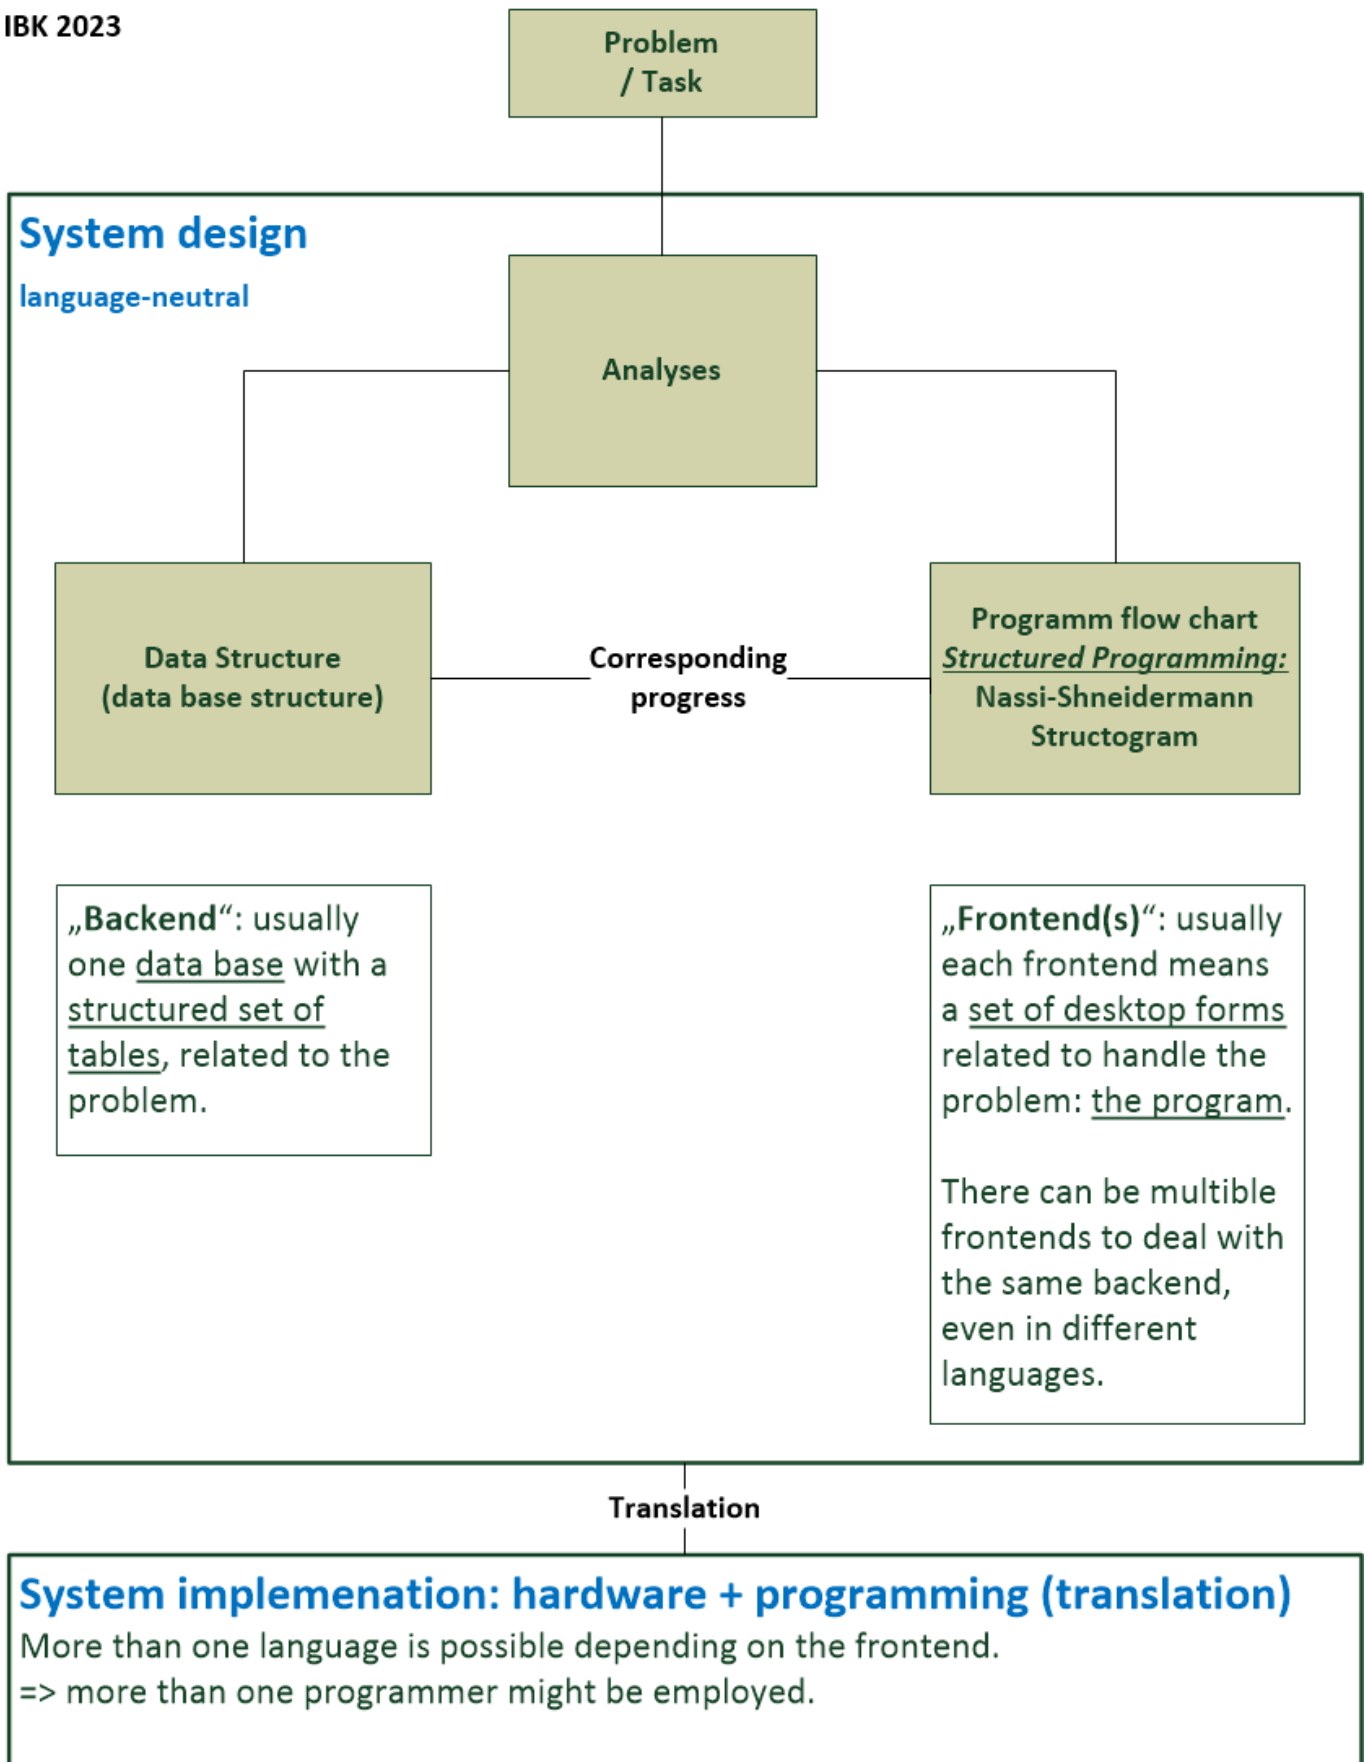 IBK 2023
Problem
/ Task
System design
language-neutral
Analyses
Data Structure
(data base structure)
Corresponding
progress
Programm flow chart
Structured Programming:
Nassi-Shneidermann
Structogram
„Backend“: usually
one data base with a
structured set of
tables, related to the
problem.
„Frontend(s)“: usually
each frontend means
a set of desktop forms
related to handle the
problem: the program.
There can be multible
frontends to deal with
the same backend,
even in different
languages.
Translation
System implemenation: hardware + programming (translation)
More than one language is possible depending on the frontend.
=> more than one programmer might be employed.